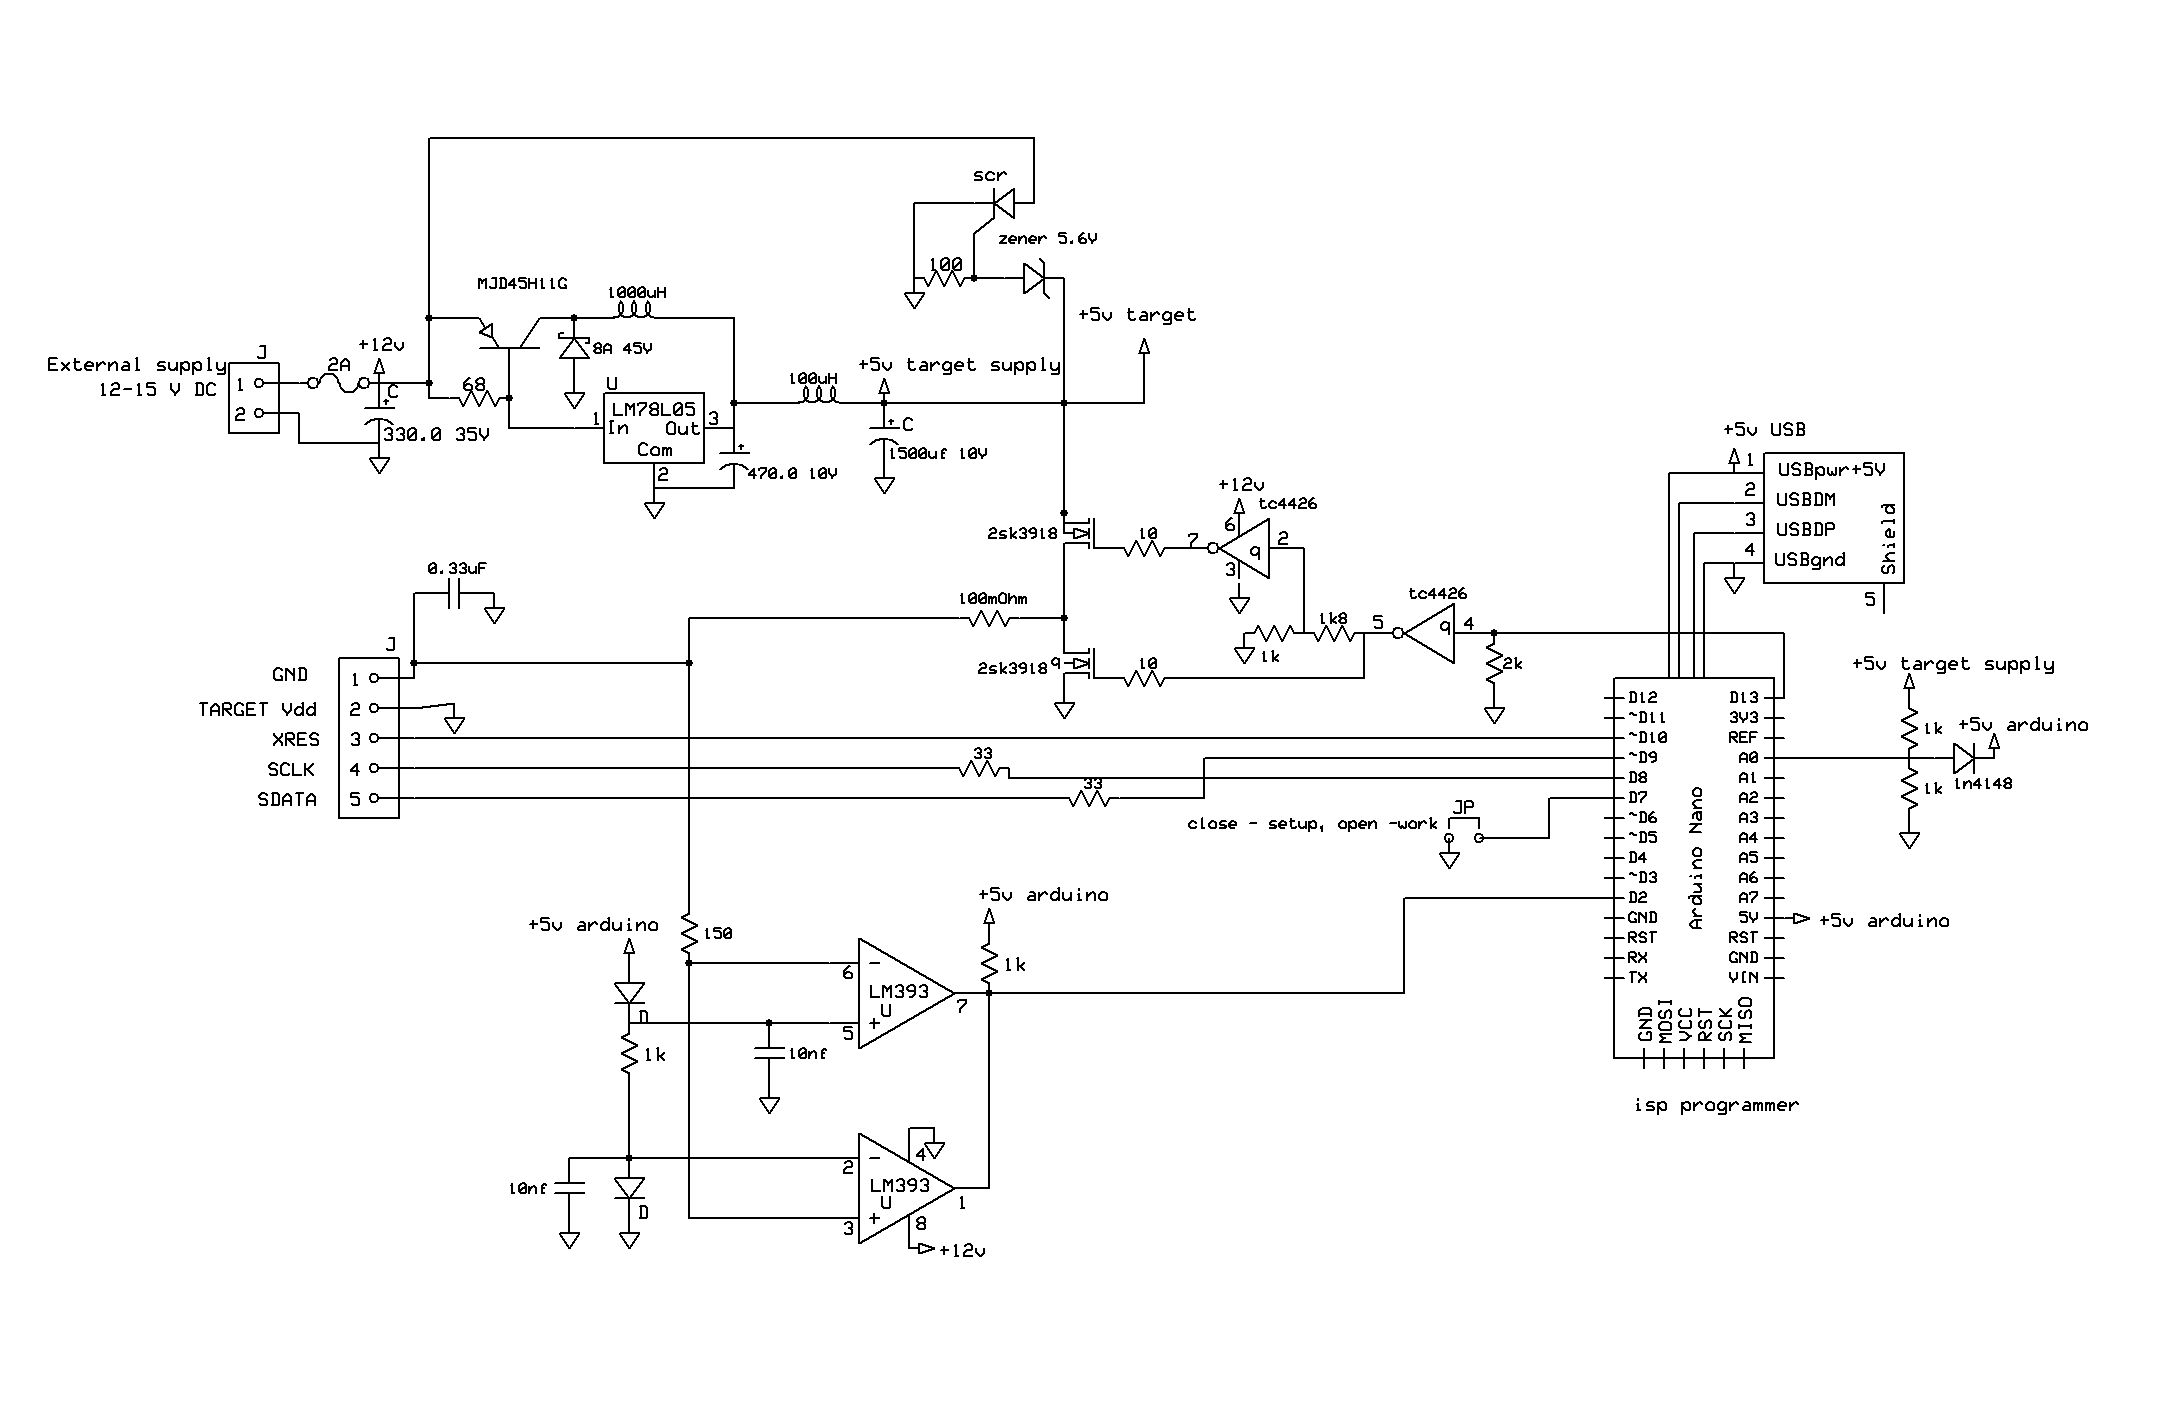 scr
zener 5.6V
100
MJD45H11G
1000uH
+5v target
External supply
12-15 V DC
J
1
2
2A
+12v
C
+
330.0 35V
68
8A 45V
U
LM78L05
1
In
Out
3
Com
2
+
470.0 10V
100uH
+5v target supply
+
C
1500uf 10V
+5v USB
1
USBpwr+5V
2
USBDM
3
USBDP
4
USBgnd
Shield
5
2sk3918
10
+12v
tc4426
7
6
q
2
3
0.33uF
100mOhm
2sk3918
q
10
1k
1k8
5
tc4426
q
4
2k
J
GND
1
TARGET Vdd
2
XRES
3
SCLK
4
SDATA
5
33
33
close - setup, open -work
JP
D12
~D11
~D10
~D9
D8
D7
~D6
~D5
D4
~D3
D2
GND
RST
RX
TX
Arduino Nano
D13
3V3
REF
A0
A1
A2
A3
A4
A5
A6
A7
5V
RST
GND
VIN
GND
MOSI
VCC
RST
SCK
MISO
isp programmer
+5v target supply
1k
+5v arduino
1k
1n4148
+5v arduino
+5v arduino
D
1k
150
10nf
6
-
LM393
U
5
+
7
+5v arduino
1k
10nf
D
2
-
4
LM393
U
3
+
8
1
+12v